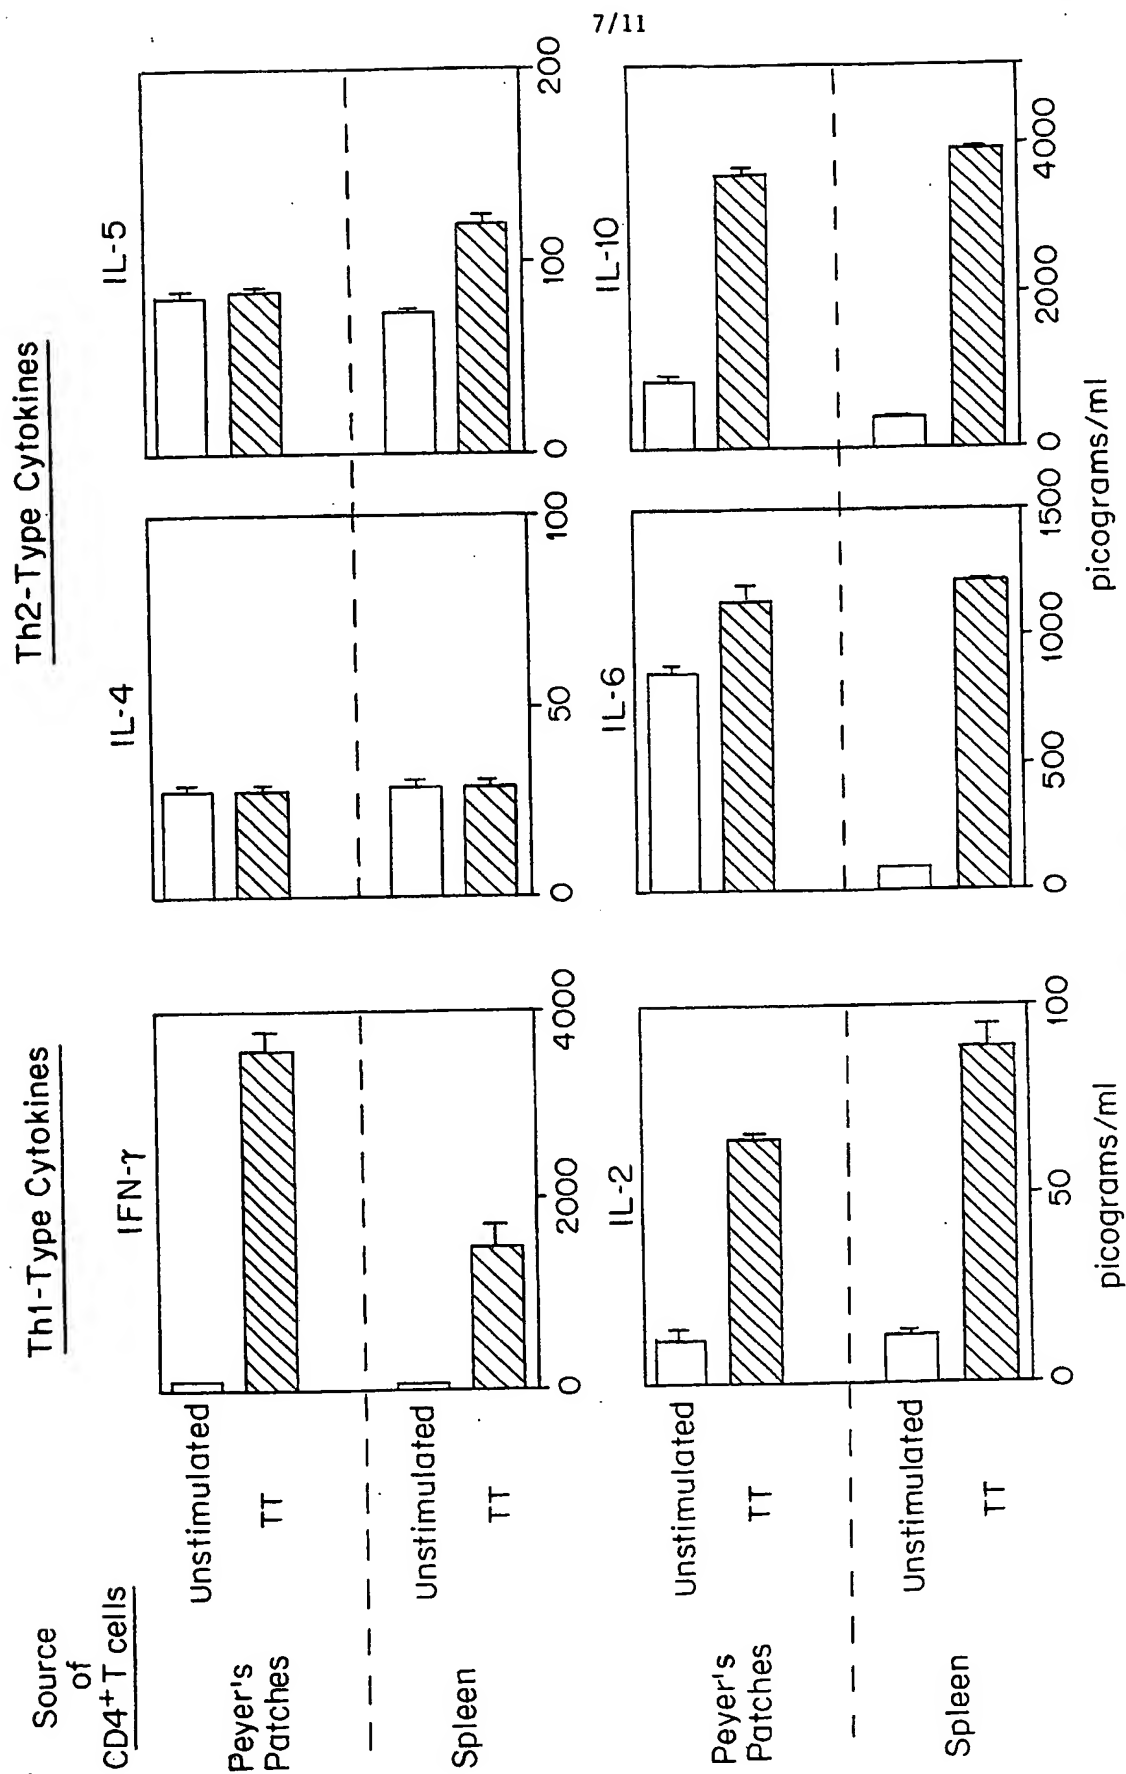 7/11
Source
of
CD4+ T cells
Th1-Type Cytokines
Th2-Type Cytokines
IFN-γ
IL-4
IL-5
Peyer's
Patches
Unstimulated
TT
Spleen
Unstimulated
TT
0 2000 4000
0 50 100
0 100 200
IL-2
IL-6
IL-10
Peyer's
Patches
Unstimulated
TT
Spleen
Unstimulated
TT
0 50 100
0 500 1000 1500
0 2000 4000
picograms/ml
picograms/ml